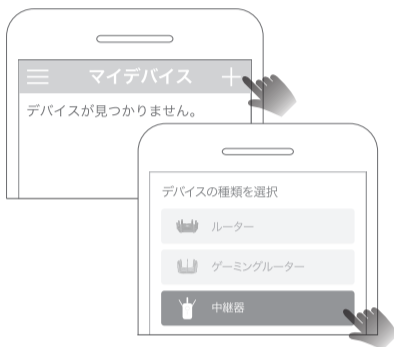 マイデバイス
デバイスが見つかりません。
デバイスの種類を選択
ルーター
ゲーミングルーター
中継器